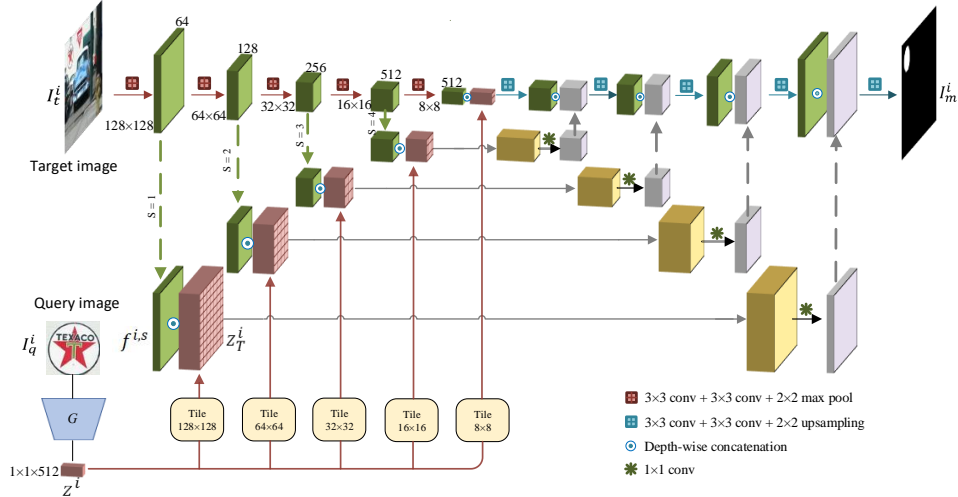 64
128
256
512
512
I_t^i
128×128
64×64
32×32
16×16
8×8
I_m^i
Target image
S = 1
S = 2
S = 3
S = 4
Query image
I_q^i
TEXACO
T
f^{i,s}
Z_T^i
G
Tile
128×128
Tile
64×64
Tile
32×32
Tile
16×16
Tile
8×8
1×1×512
Z^i
3×3 conv + 3×3 conv + 2×2 max pool
3×3 conv + 3×3 conv + 2×2 upsampling
Depth-wise concatenation
1×1 conv